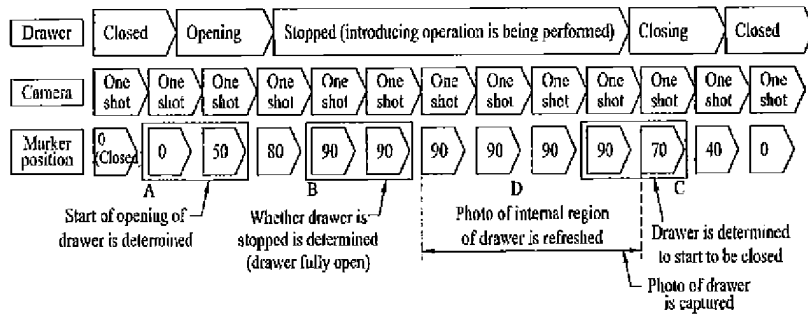 Drawer
Closed
Opening
Stopped (introducing operation is being performed)
Closing
Closed
Camera
One shot
One shot
One shot
One shot
One shot
One shot
One shot
One shot
One shot
One shot
One shot
One shot
One shot
Marker position
0 (Closed
0
50
80
90
90
90
90
90
90
70
40
0
A
B
D
C
Start of opening of
drawer is determined
Whether drawer is
stopped is determined
(drawer fully open)
Photo of internal region
of drawer is refreshed
Drawer is determined
to start to be closed
Photo of drawer
is captured